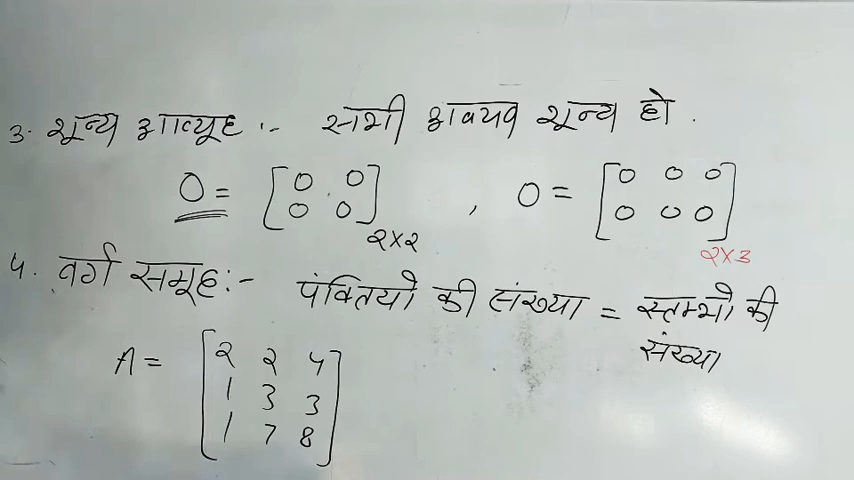 3. शून्य आव्यूह :- सभी अवयव शून्य हो .
O = [0 0 , O = [0 0 0
0 0] 2×2 0 0 0] 2×3
4. वर्ग समूह :- पंक्तियो की संख्या = स्तम्भो की
संख्या
A = [2 2 4
1 3 3
1 7 8]